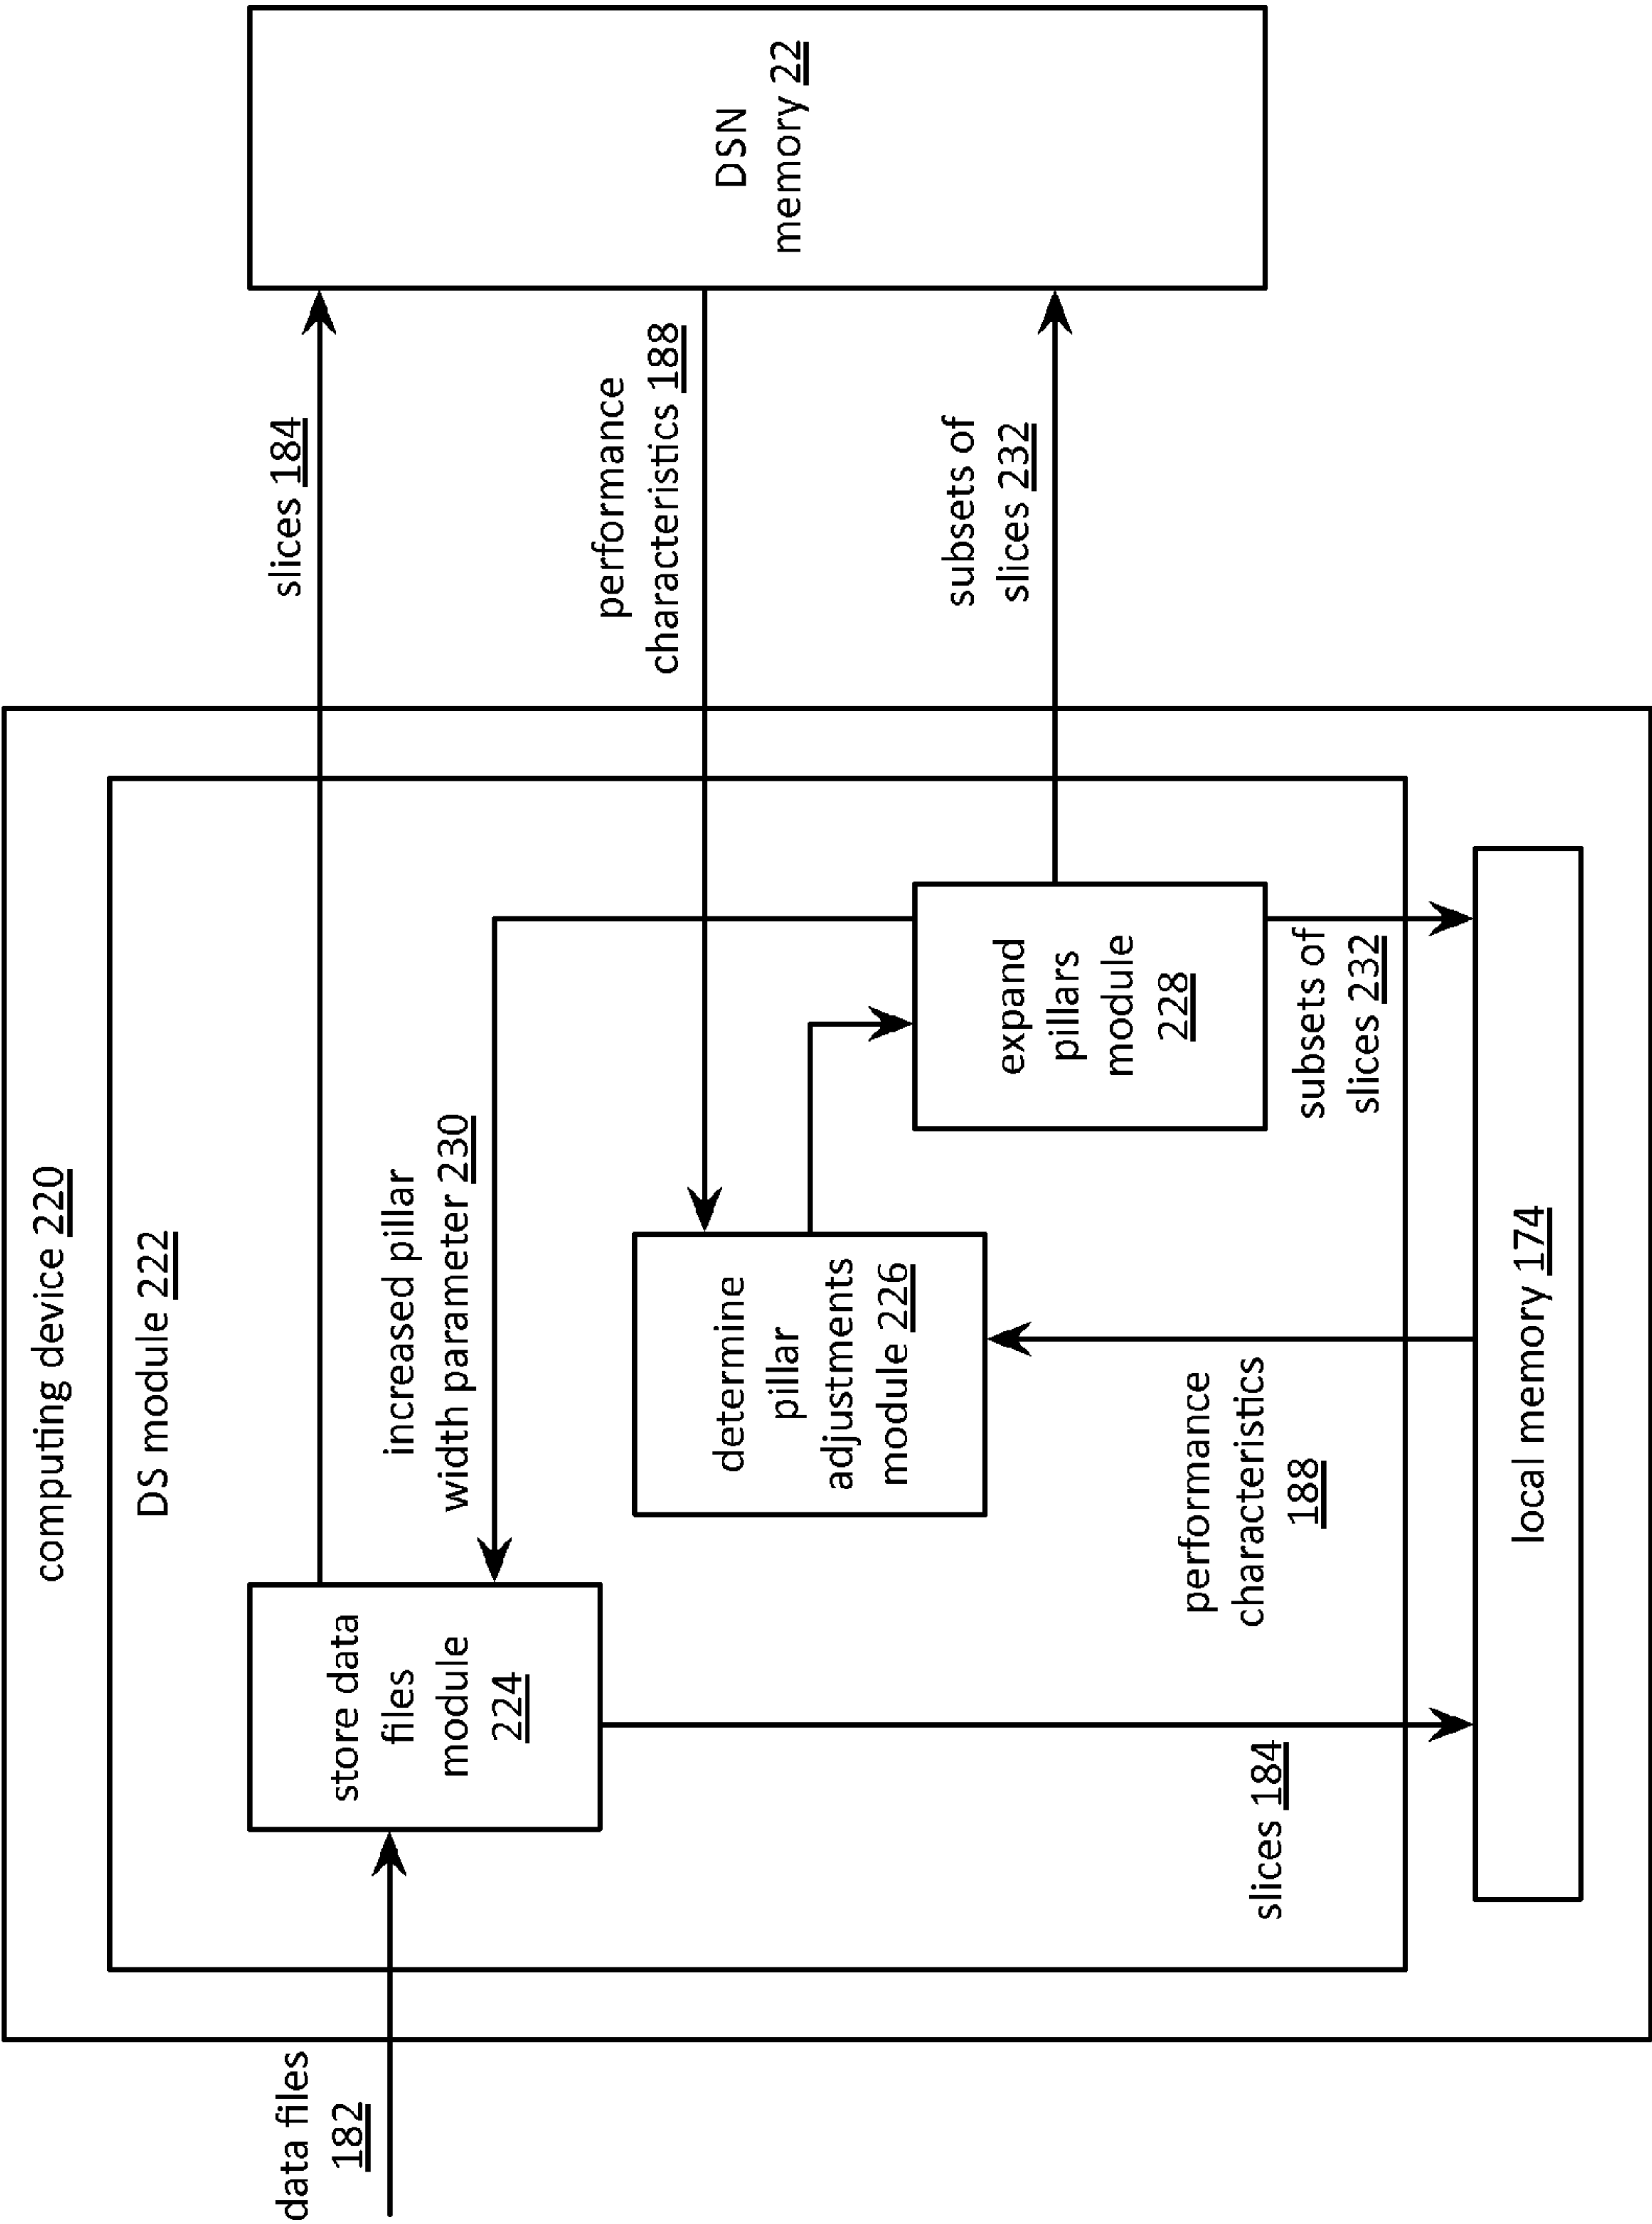 computing device 220
DS module 222
data files
182
store data
files
module
224
increased pillar
width parameter 230
determine
pillar
adjustments
module 226
expand
pillars
module
228
slices 184
performance
characteristics 188
subsets of
slices 232
DSN
memory 22
slices 184
performance
characteristics
188
subsets of
slices 232
local memory 174